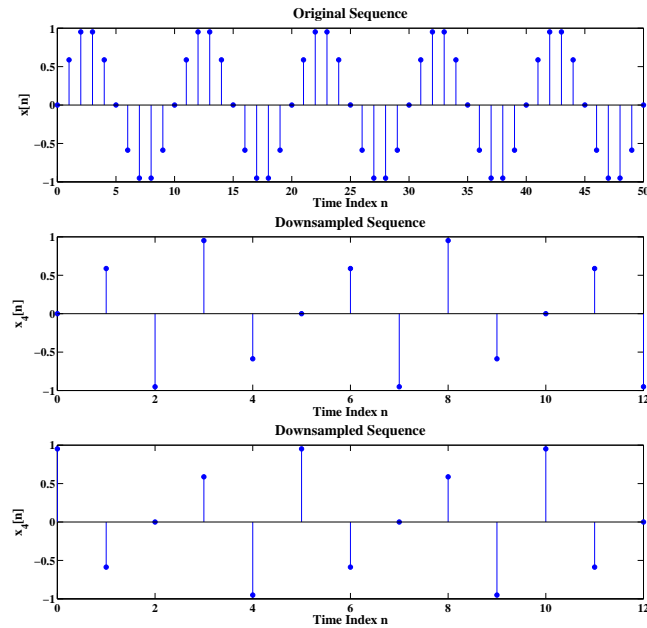 Original Sequence
1
0.5
0
−0.5
−1
x[n]
0 5 10 15 20 25 30 35 40 45 50
Time Index n
Downsampled Sequence
1
0.5
0
−0.5
−1
x4[n]
0 2 4 6 8 10 12
Time Index n
Downsampled Sequence
1
0.5
0
−0.5
−1
x4[n]
0 2 4 6 8 10 12
Time Index n